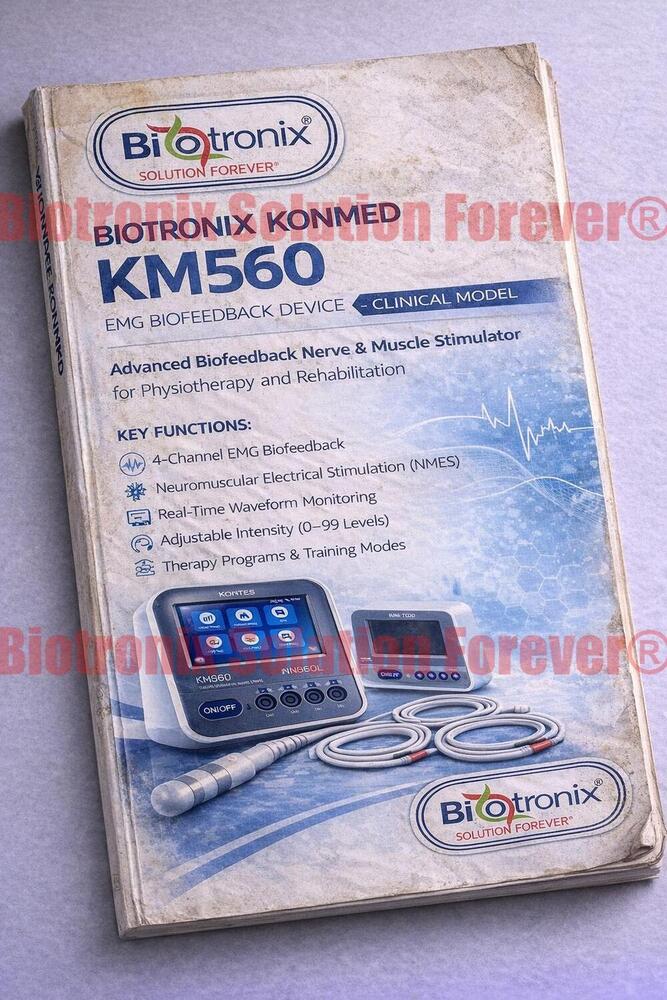 Biotronix®
SOLUTION FOREVER®
Biotronix Solution Forever®
BIOTRONIX KONMED
KM560
EMG BIOFEEDBACK DEVICE - CLINICAL MODEL
Advanced Biofeedback Nerve & Muscle Stimulator
for Physiotherapy and Rehabilitation
KEY FUNCTIONS:
4-Channel EMG Biofeedback
Neuromuscular Electrical Stimulation (NMES)
Real-Time Waveform Monitoring
Adjustable Intensity (0–99 Levels)
Therapy Programs & Training Modes
KONTES
Biotronix Solution Forever®
KMS60
NN860L
ON|OFF
Biotronix®
SOLUTION FOREVER®